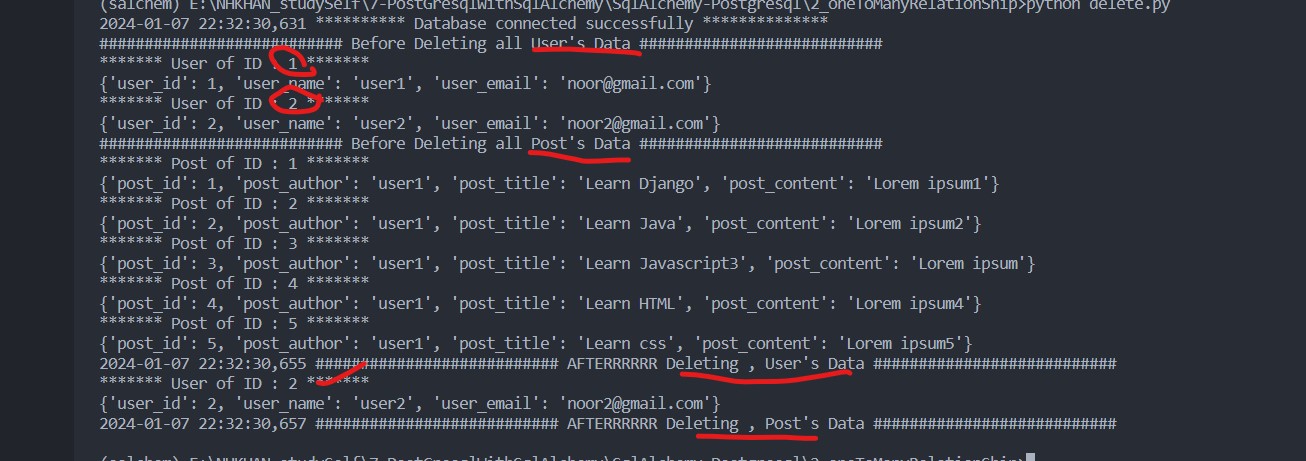 (salchem) E:\NHKHAN_studySelf\7-PostGresqlWithSqlAlchemy\SqlAlchemy-Postgresql\2_oneToManyRelationShip>python delete.py
2024-01-07 22:32:30,631 ********** Database connected successfully **************
########################### Before Deleting all User's Data ###########################
******* User of ID : 1 *******
{'user_id': 1, 'user_name': 'user1', 'user_email': 'noor@gmail.com'}
******* User of ID : 2 *******
{'user_id': 2, 'user_name': 'user2', 'user_email': 'noor2@gmail.com'}
########################### Before Deleting all Post's Data ###########################
******* Post of ID : 1 *******
{'post_id': 1, 'post_author': 'user1', 'post_title': 'Learn Django', 'post_content': 'Lorem ipsum1'}
******* Post of ID : 2 *******
{'post_id': 2, 'post_author': 'user1', 'post_title': 'Learn Java', 'post_content': 'Lorem ipsum2'}
******* Post of ID : 3 *******
{'post_id': 3, 'post_author': 'user1', 'post_title': 'Learn Javascript3', 'post_content': 'Lorem ipsum'}
******* Post of ID : 4 *******
{'post_id': 4, 'post_author': 'user1', 'post_title': 'Learn HTML', 'post_content': 'Lorem ipsum4'}
******* Post of ID : 5 *******
{'post_id': 5, 'post_author': 'user1', 'post_title': 'Learn css', 'post_content': 'Lorem ipsum5'}
2024-01-07 22:32:30,655 ########################### AFTERRRRRR Deleting , User's Data ###########################
******* User of ID : 2 *******
{'user_id': 2, 'user_name': 'user2', 'user_email': 'noor2@gmail.com'}
2024-01-07 22:32:30,657 ########################### AFTERRRRRR Deleting , Post's Data ###########################
(salchem) E:\NHKHAN_studySelf\7-PostGresqlWithSqlAlchemy\SqlAlchemy-Postgresql\2_oneToManyRelationShip>